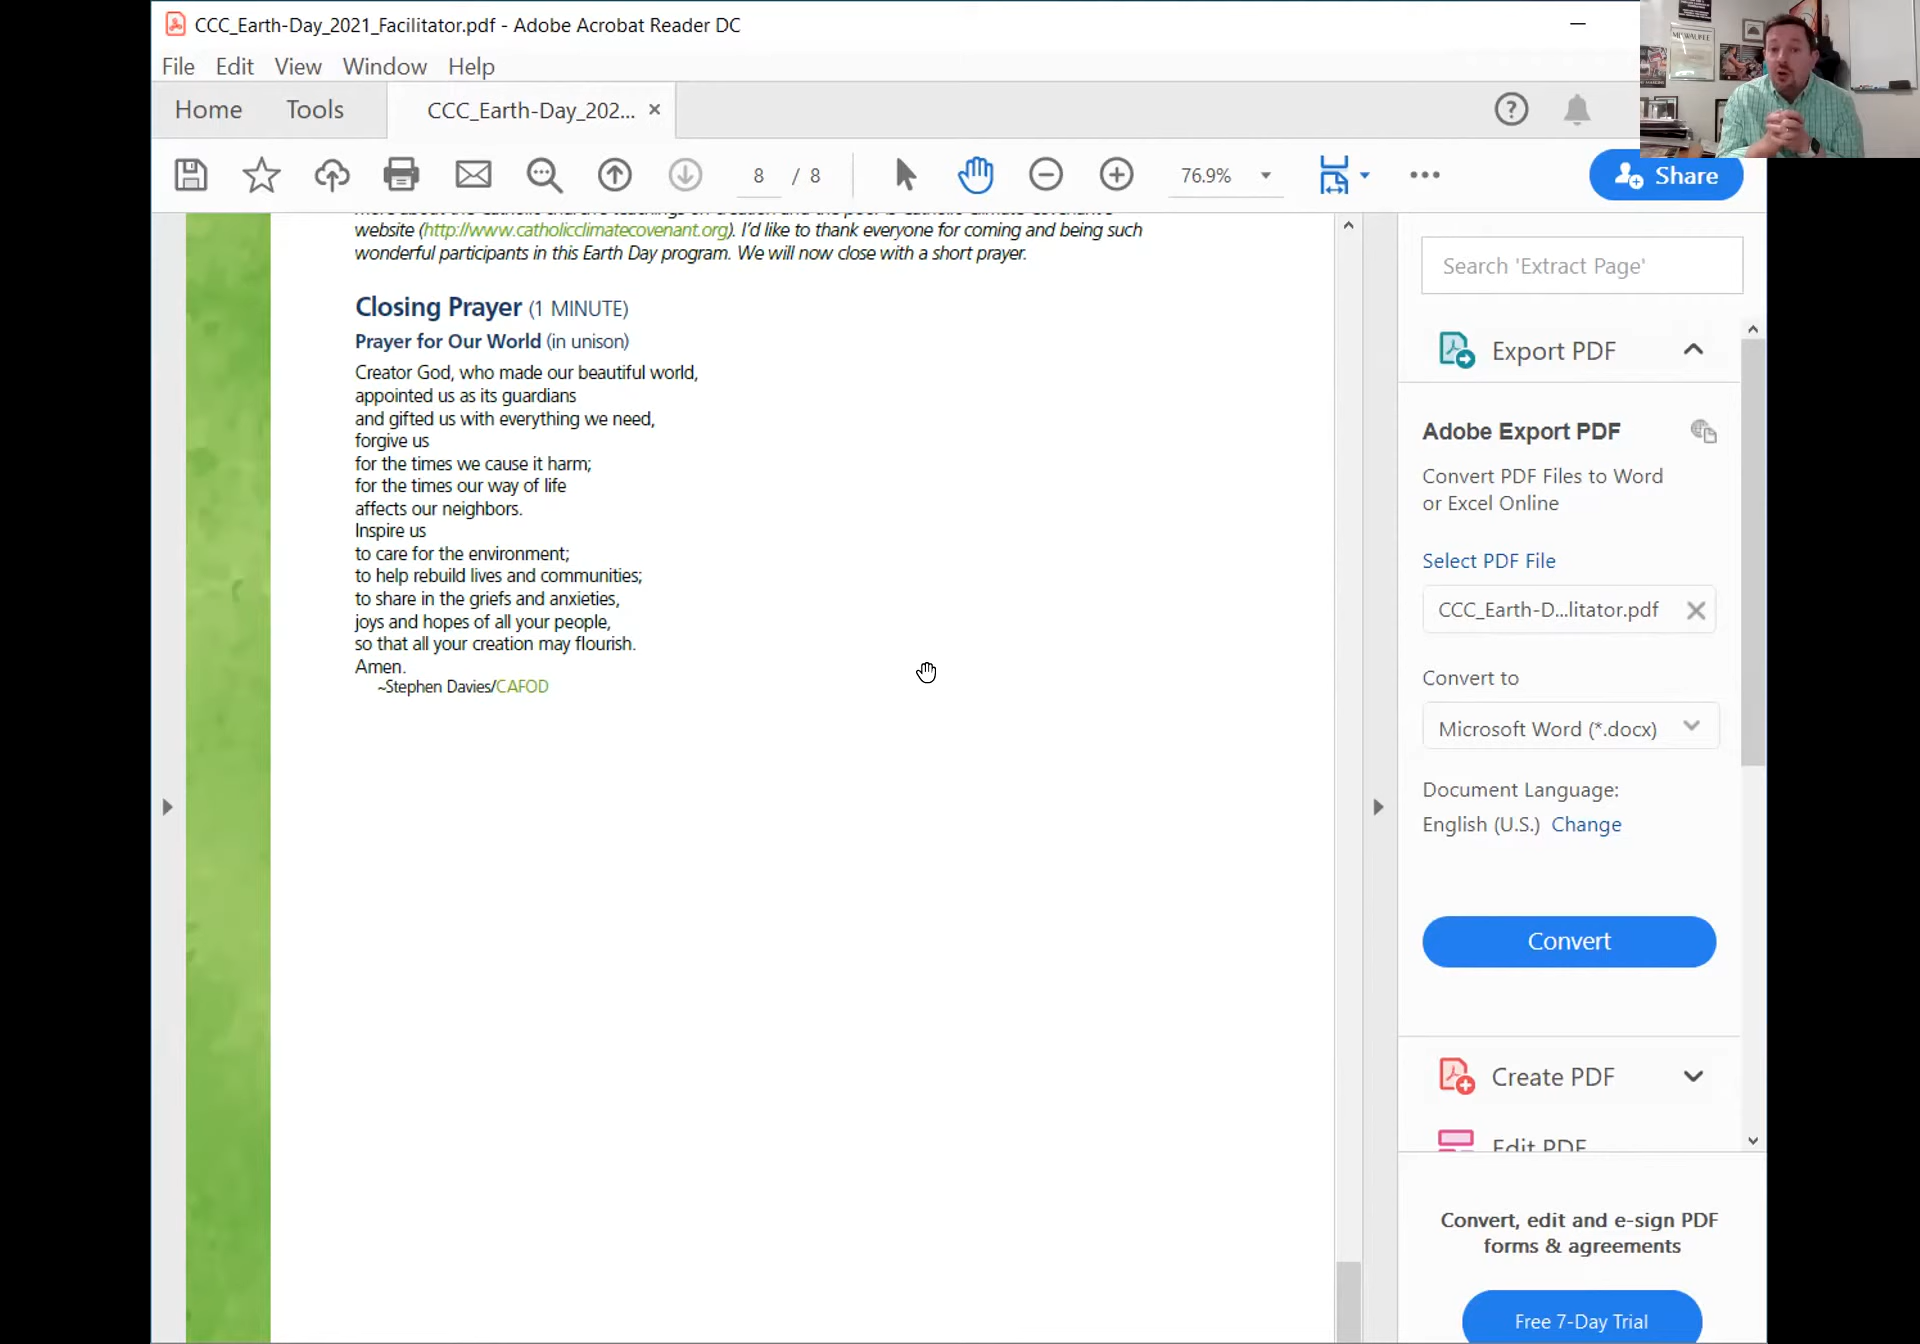 CCC_Earth-Day_2021_Facilitator.pdf - Adobe Acrobat Reader DC
File Edit View Window Help
Home Tools CCC_Earth-Day_202... ×
8 / 8 76.9% Share
MILWAUKEE
more about the Catholic
website (http://www.catholicclimatecovenant.org). I'd like to thank everyone for coming and being such
wonderful participants in this Earth Day program. We will now close with a short prayer.
Closing Prayer (1 MINUTE)
Prayer for Our World (in unison)
Creator God, who made our beautiful world,
appointed us as its guardians
and gifted us with everything we need,
forgive us
for the times we cause it harm;
for the times our way of life
affects our neighbors.
Inspire us
to care for the environment;
to help rebuild lives and communities;
to share in the griefs and anxieties,
joys and hopes of all your people,
so that all your creation may flourish.
Amen.
~Stephen Davies/CAFOD
Search 'Extract Page'
Export PDF
Adobe Export PDF
Convert PDF Files to Word
or Excel Online
Select PDF File
CCC_Earth-D...litator.pdf
Convert to
Microsoft Word (*.docx)
Document Language:
English (U.S.) Change
Convert
Create PDF
Edit PDF
Convert, edit and e-sign PDF
forms & agreements
Free 7-Day Trial